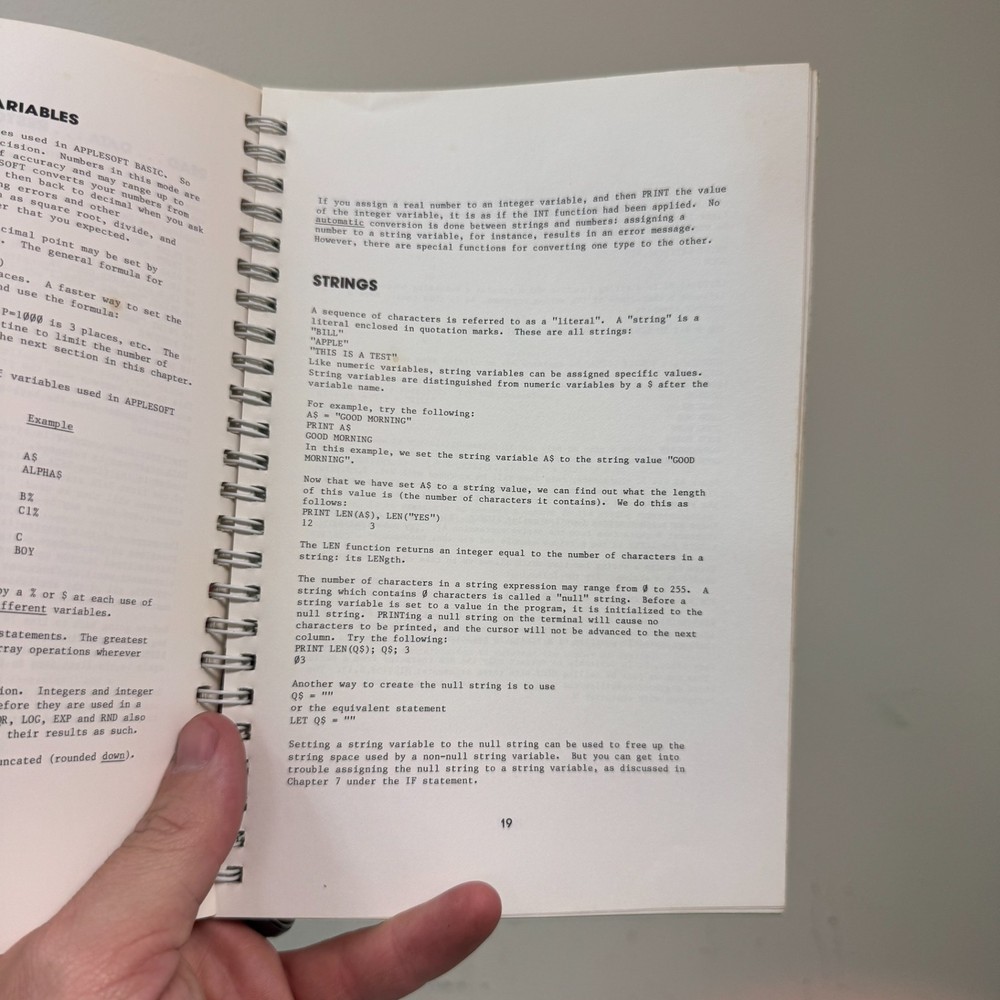 ARIABLES
es used in APPLESOFT BASIC. So
cision. Numbers in this mode are
f accuracy and may range up to
SOFT converts your numbers from
then back to decimal when you ask
ng errors and other
as square root, divide, and
er that you expected.
cimal point may be set by
. The general formula for
)
aces. A faster way to set the
nd use the formula:
P=1000 is 3 places, etc. The
tine to limit the number of
he next section in this chapter.
variables used in APPLESOFT
Example
A$
ALPHA$
B%
C1%
C
BOY
by a % or $ at each use of
fferent variables.
statements. The greatest
rray operations wherever
ion. Integers and integer
efore they are used in a
QR, LOG, EXP and RND also
their results as such.
uncated (rounded down).
If you assign a real number to an integer variable, and then PRINT the value
of the integer variable, it is as if the INT function had been applied. No
automatic conversion is done between strings and numbers: assigning a
number to a string variable, for instance, results in an error message.
However, there are special functions for converting one type to the other.
STRINGS
A sequence of characters is referred to as a "literal". A "string" is a
literal enclosed in quotation marks. These are all strings:
"BILL"
"APPLE"
"THIS IS A TEST"
Like numeric variables, string variables can be assigned specific values.
String variables are distinguished from numeric variables by a $ after the
variable name.
For example, try the following:
A$ = "GOOD MORNING"
PRINT A$
GOOD MORNING
In this example, we set the string variable A$ to the string value "GOOD
MORNING".
Now that we have set A$ to a string value, we can find out what the length
of this value is (the number of characters it contains). We do this as
follows:
PRINT LEN(A$), LEN("YES")
12 3
The LEN function returns an integer equal to the number of characters in a
string: its LENgth.
The number of characters in a string expression may range from Ø to 255. A
string which contains Ø characters is called a "null" string. Before a
string variable is set to a value in the program, it is initialized to the
null string. PRINTing a null string on the terminal will cause no
characters to be printed, and the cursor will not be advanced to the next
column. Try the following:
PRINT LEN(Q$); Q$; 3
Ø3
Another way to create the null string is to use
Q$ = ""
or the equivalent statement
LET Q$ = ""
Setting a string variable to the null string can be used to free up the
string space used by a non-null string variable. But you can get into
trouble assigning the null string to a string variable, as discussed in
Chapter 7 under the IF statement.
19